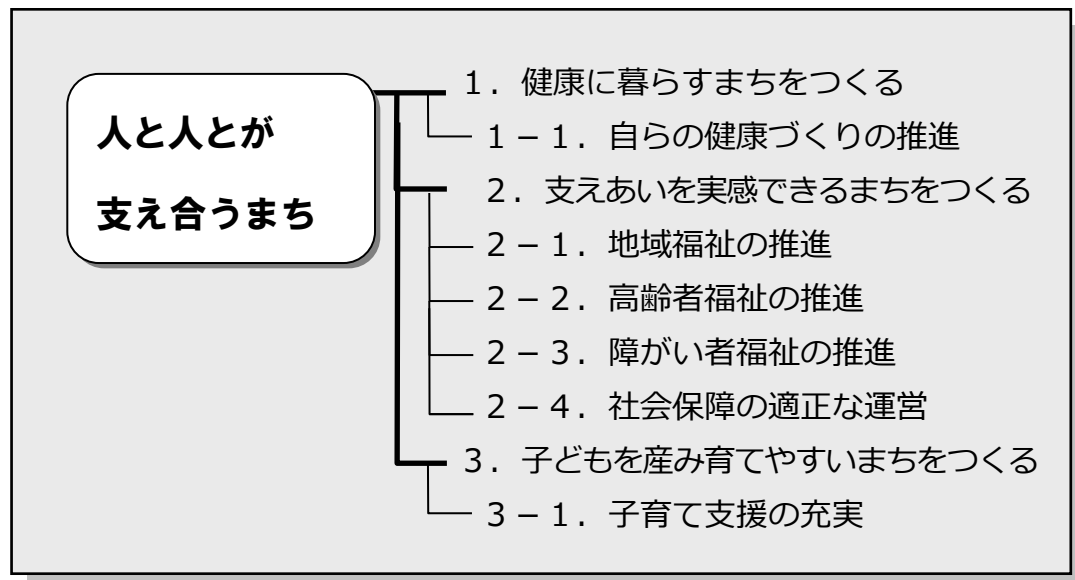 人と人とが
支え合うまち
１．健康に暮らすまちをつくる
１－１．自らの健康づくりの推進
２．支えあいを実感できるまちをつくる
２－１．地域福祉の推進
２－２．高齢者福祉の推進
２－３．障がい者福祉の推進
２－４．社会保障の適正な運営
３．子どもを産み育てやすいまちをつくる
３－１．子育て支援の充実